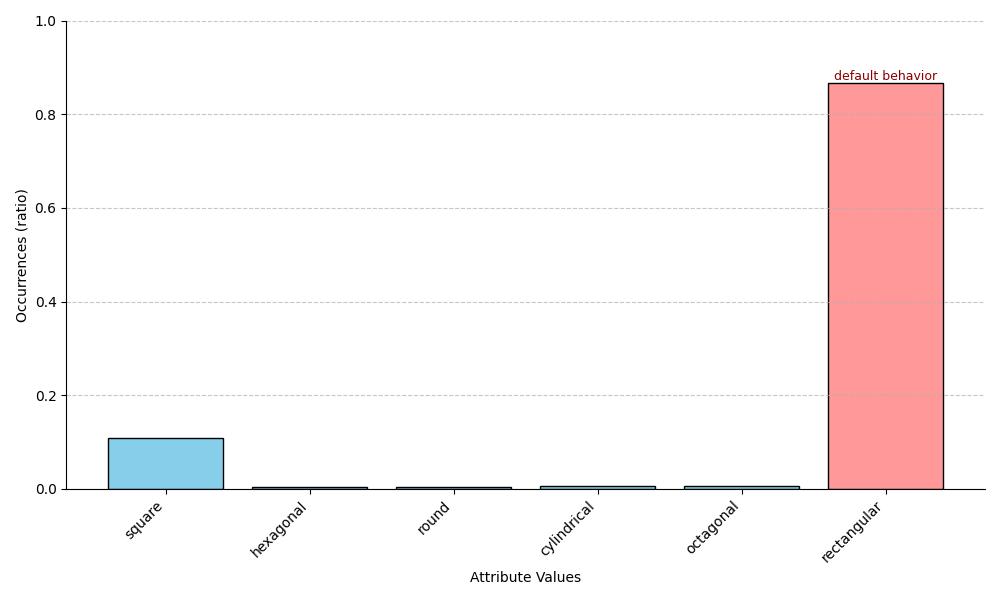 1.0
default behavior
0.8
0.6
0.4
0.2
0.0
Occurrences (ratio)
square
hexagonal
round
cylindrical
octagonal
rectangular
Attribute Values